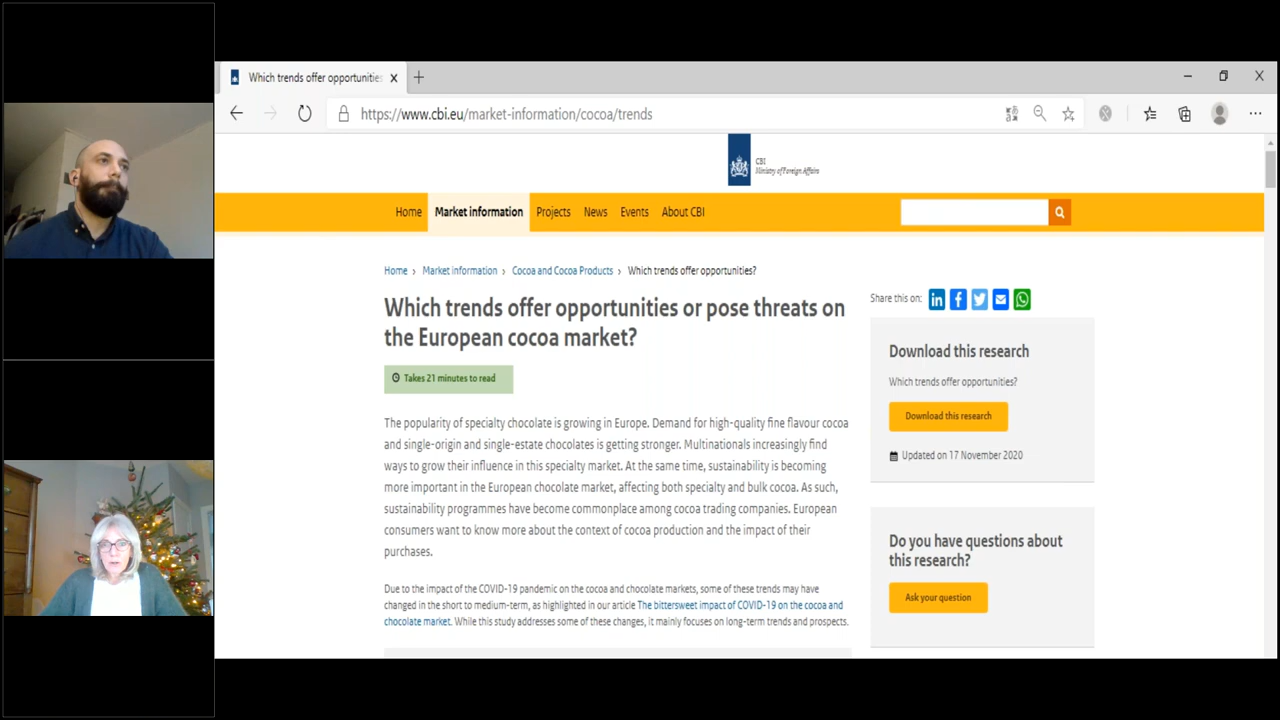 Which trends offer opportunities
https://www.cbi.eu/market-information/cocoa/trends
CBI
Ministry of Foreign Affairs
Home Market information Projects News Events About CBI
Home › Market information › Cocoa and Cocoa Products › Which trends offer opportunities?
Which trends offer opportunities or pose threats on
the European cocoa market?
Takes 21 minutes to read
The popularity of specialty chocolate is growing in Europe. Demand for high-quality fine flavour cocoa
and single-origin and single-estate chocolates is getting stronger. Multinationals increasingly find
ways to grow their influence in this specialty market. At the same time, sustainability is becoming
more important in the European chocolate market, affecting both specialty and bulk cocoa. As such,
sustainability programmes have become commonplace among cocoa trading companies. European
consumers want to know more about the context of cocoa production and the impact of their
purchases.
Due to the impact of the COVID-19 pandemic on the cocoa and chocolate markets, some of these trends may have
changed in the short to medium-term, as highlighted in our article The bittersweet impact of COVID-19 on the cocoa and
chocolate market. While this study addresses some of these changes, it mainly focuses on long-term trends and prospects.
Share this on:
Download this research
Which trends offer opportunities?
Download this research
Updated on 17 November 2020
Do you have questions about
this research?
Ask your question